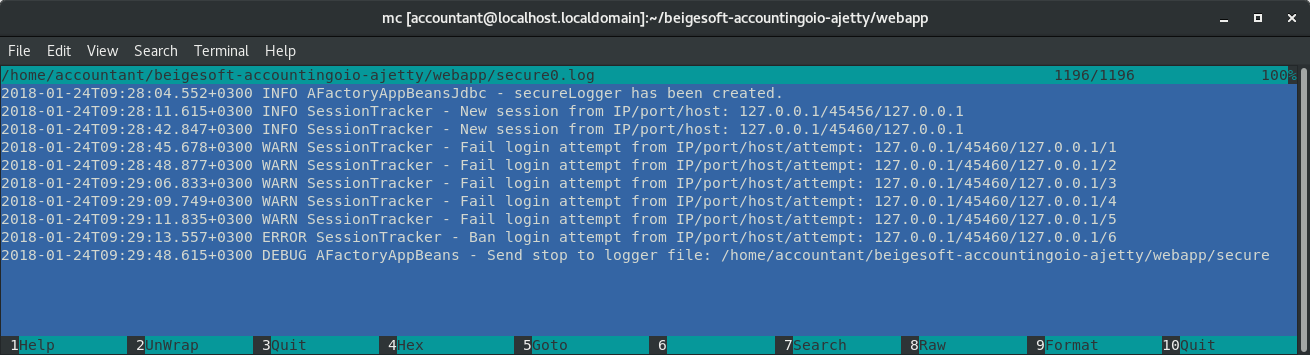 mc [accountant@localhost.localdomain]:~/beigesoft-accountingoio-ajetty/webapp
File Edit View Search Terminal Help
/home/accountant/beigesoft-accountingoio-ajetty/webapp/secure0.log 1196/1196 100%
2018-01-24T09:28:04.552+0300 INFO AFactoryAppBeansJdbc - secureLogger has been created.
2018-01-24T09:28:11.615+0300 INFO SessionTracker - New session from IP/port/host: 127.0.0.1/45456/127.0.0.1
2018-01-24T09:28:42.847+0300 INFO SessionTracker - New session from IP/port/host: 127.0.0.1/45460/127.0.0.1
2018-01-24T09:28:45.678+0300 WARN SessionTracker - Fail login attempt from IP/port/host/attempt: 127.0.0.1/45460/127.0.0.1/1
2018-01-24T09:28:48.877+0300 WARN SessionTracker - Fail login attempt from IP/port/host/attempt: 127.0.0.1/45460/127.0.0.1/2
2018-01-24T09:29:06.833+0300 WARN SessionTracker - Fail login attempt from IP/port/host/attempt: 127.0.0.1/45460/127.0.0.1/3
2018-01-24T09:29:09.749+0300 WARN SessionTracker - Fail login attempt from IP/port/host/attempt: 127.0.0.1/45460/127.0.0.1/4
2018-01-24T09:29:11.835+0300 WARN SessionTracker - Fail login attempt from IP/port/host/attempt: 127.0.0.1/45460/127.0.0.1/5
2018-01-24T09:29:13.557+0300 ERROR SessionTracker - Ban login attempt from IP/port/host/attempt: 127.0.0.1/45460/127.0.0.1/6
2018-01-24T09:29:48.615+0300 DEBUG AFactoryAppBeans - Send stop to logger file: /home/accountant/beigesoft-accountingoio-ajetty/webapp/secure
1Help 2UnWrap 3Quit 4Hex 5Goto 6 7Search 8Raw 9Format 10Quit